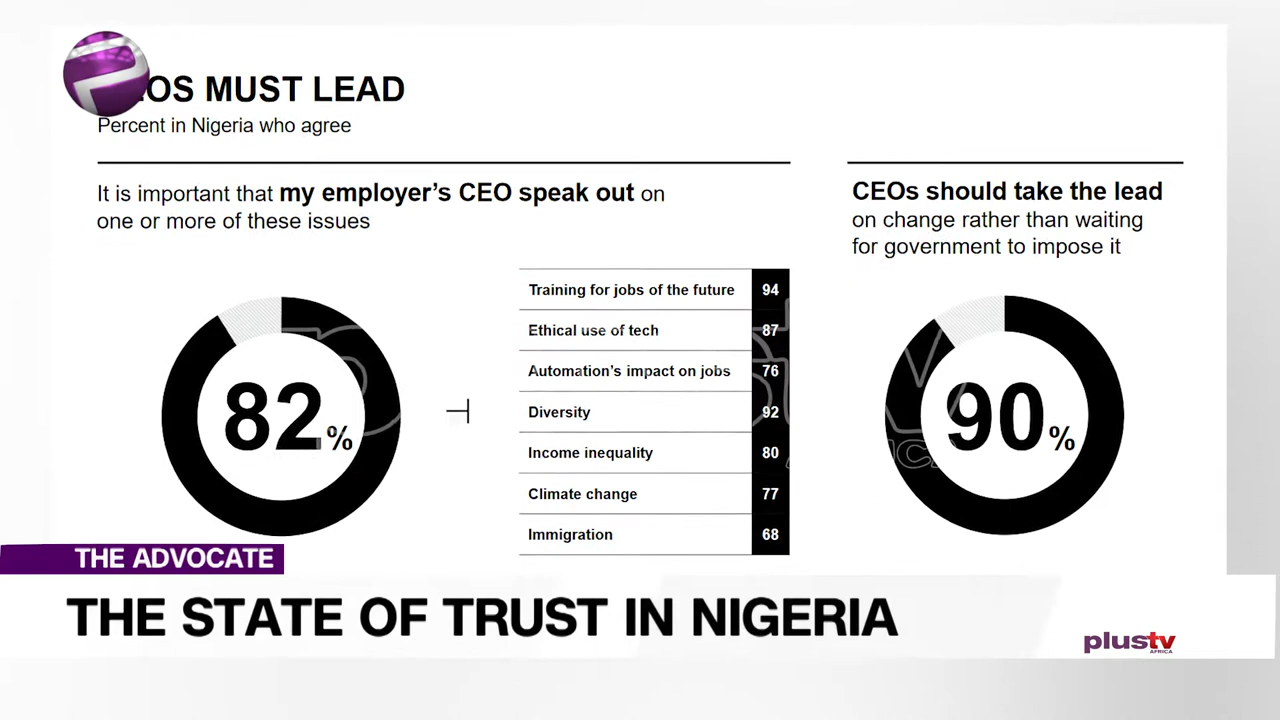 OS MUST LEAD
Percent in Nigeria who agree
It is important that my employer's CEO speak out on
one or more of these issues
82%
Training for jobs of the future 94
Ethical use of tech 87
Automation's impact on jobs 76
Diversity 92
Income inequality 80
Climate change 77
Immigration 68
CEOs should take the lead
on change rather than waiting
for government to impose it
90%
THE ADVOCATE
THE STATE OF TRUST IN NIGERIA
plustv
AFRICA